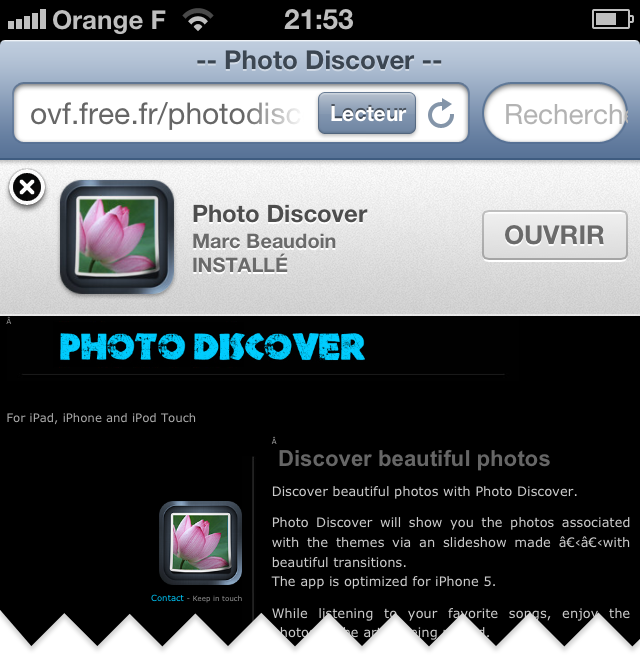 Orange F 21:53
-- Photo Discover --
ovf.free.fr/photodisc Lecteur Recherche
Photo Discover
Marc Beaudoin
INSTALLÉ
OUVRIR
Â
PHOTO DISCOVER
For iPad, iPhone and iPod Touch
Â
Discover beautiful photos
Discover beautiful photos with Photo Discover.
Photo Discover will show you the photos associated
with the themes via an slideshow made â€‹â€‹with
beautiful transitions.
The app is optimized for iPhone 5.
Contact - Keep in touch
While listening to your favorite songs, enjoy the